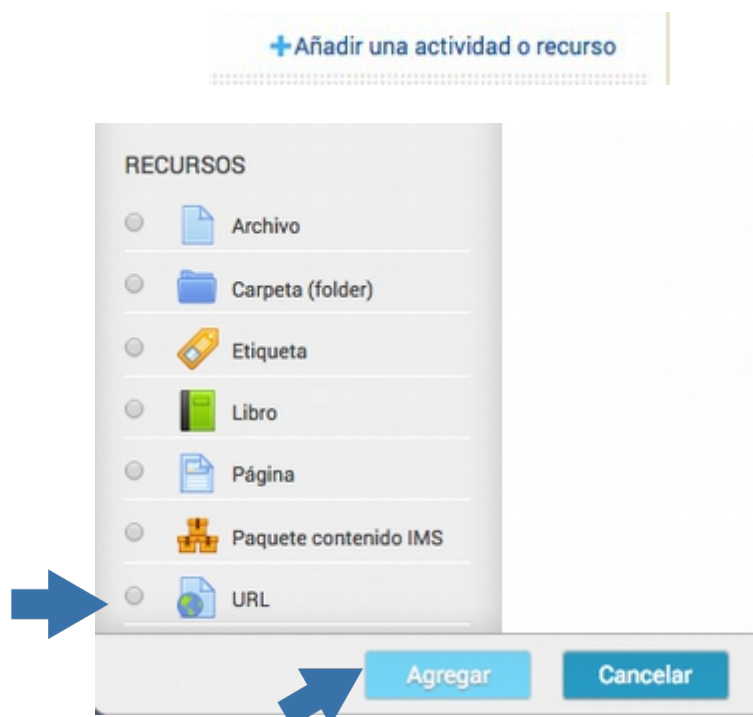 +Añadir una actividad o recurso
RECURSOS
Archivo
Carpeta (folder)
Etiqueta
Libro
Página
Paquete contenido IMS
URL
Agregar Cancelar